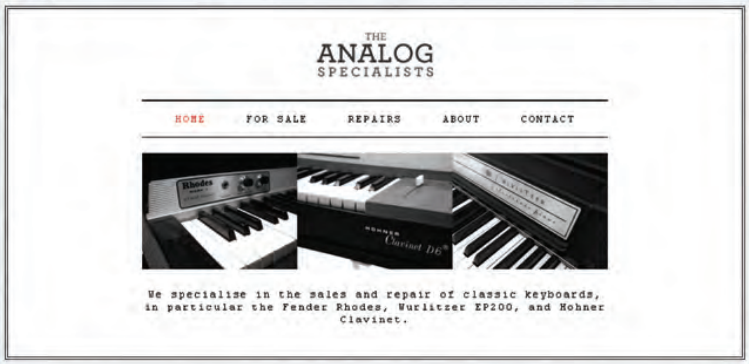 THE
ANALOG
SPECIALISTS
HOME FOR SALE REPAIRS ABOUT CONTACT
Rhodes
HOHNER
Clavinet D6
WURLITZER
We specialise in the sales and repair of classic keyboards,
in particular the Fender Rhodes, Wurlitzer EP200, and Hohner
Clavinet.